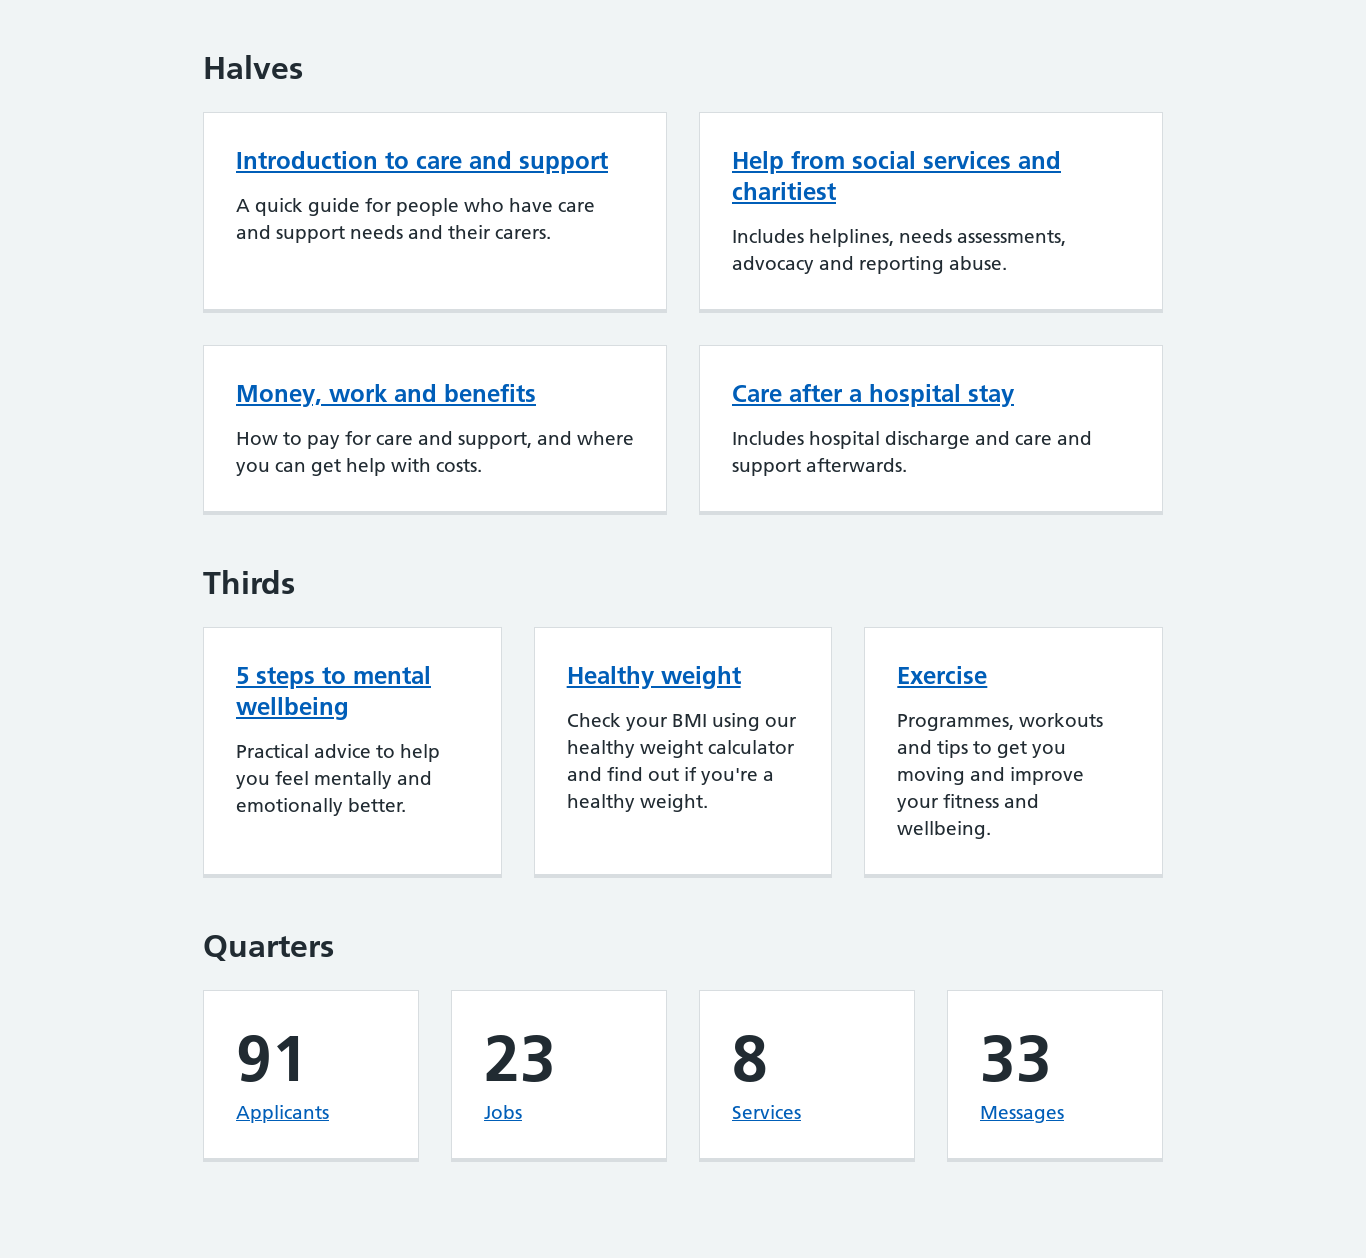 Halves
Introduction to care and support
A quick guide for people who have care
and support needs and their carers.
Help from social services and
charitiest
Includes helplines, needs assessments,
advocacy and reporting abuse.
Money, work and benefits
How to pay for care and support, and where
you can get help with costs.
Care after a hospital stay
Includes hospital discharge and care and
support afterwards.
Thirds
5 steps to mental
wellbeing
Practical advice to help
you feel mentally and
emotionally better.
Healthy weight
Check your BMI using our
healthy weight calculator
and find out if you're a
healthy weight.
Exercise
Programmes, workouts
and tips to get you
moving and improve
your fitness and
wellbeing.
Quarters
91
Applicants
23
Jobs
8
Services
33
Messages